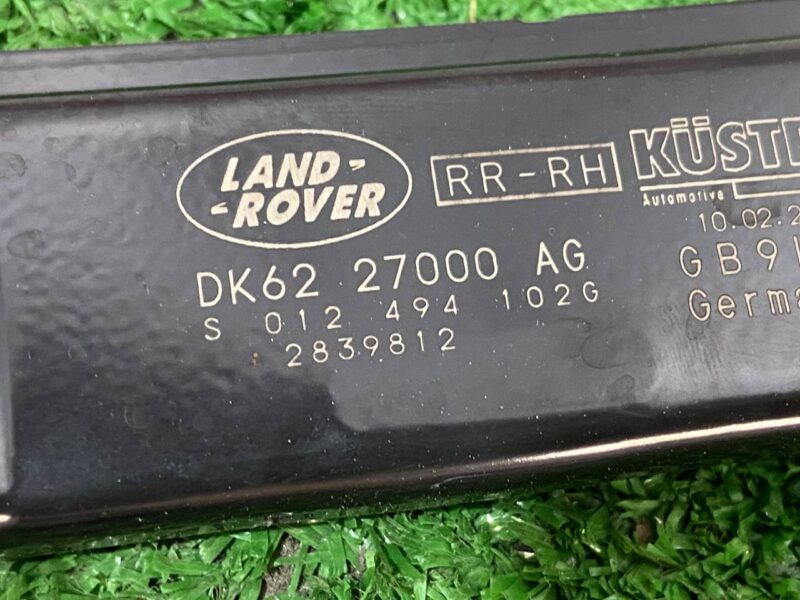 LAND-
-ROVER
RR-RH
Automotive
DK62 27000 AG
S 012 494 102G
2839812